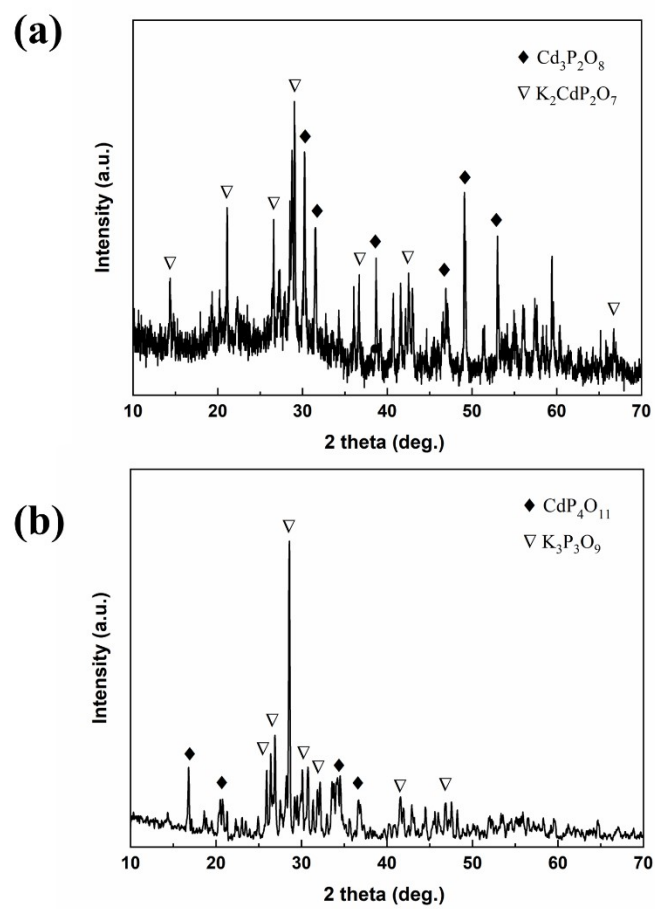 (a)
◆ Cd₃P₂O₈
▽ K₂CdP₂O₇
Intensity (a.u.)
10 20 30 40 50 60 70
2 theta (deg.)
(b)
◆ CdP₄O₁₁
▽ K₃P₃O₉
Intensity (a.u.)
10 20 30 40 50 60 70
2 theta (deg.)